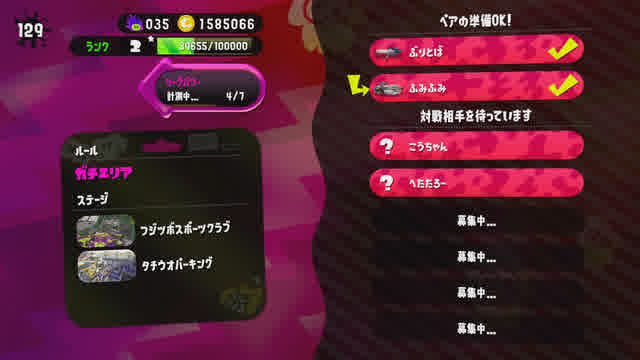 129
035
1585066
ランク
2
39655/100000
リーグパワー
計測中...
4/7
ルール
ガチエリア
ステージ
フジツボスポーツクラブ
タチウオパーキング
ペアの準備OK!
ぷりとば
ふみふみ
対戦相手を待っています
?
こうちゃん
?
へただろー
募集中...
募集中...
募集中...
募集中...